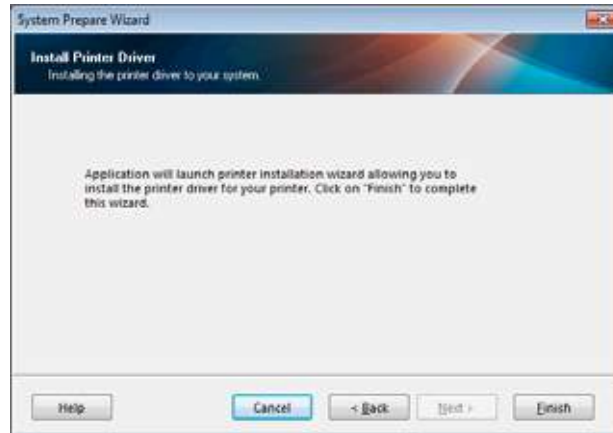 System Prepare Wizard
Install Printer Driver
Installing the printer driver to your system.
Application will launch printer installation wizard allowing you to
install the printer driver for your printer. Click on "Finish" to complete
this wizard.
Help
Cancel
< Back
Next >
Finish